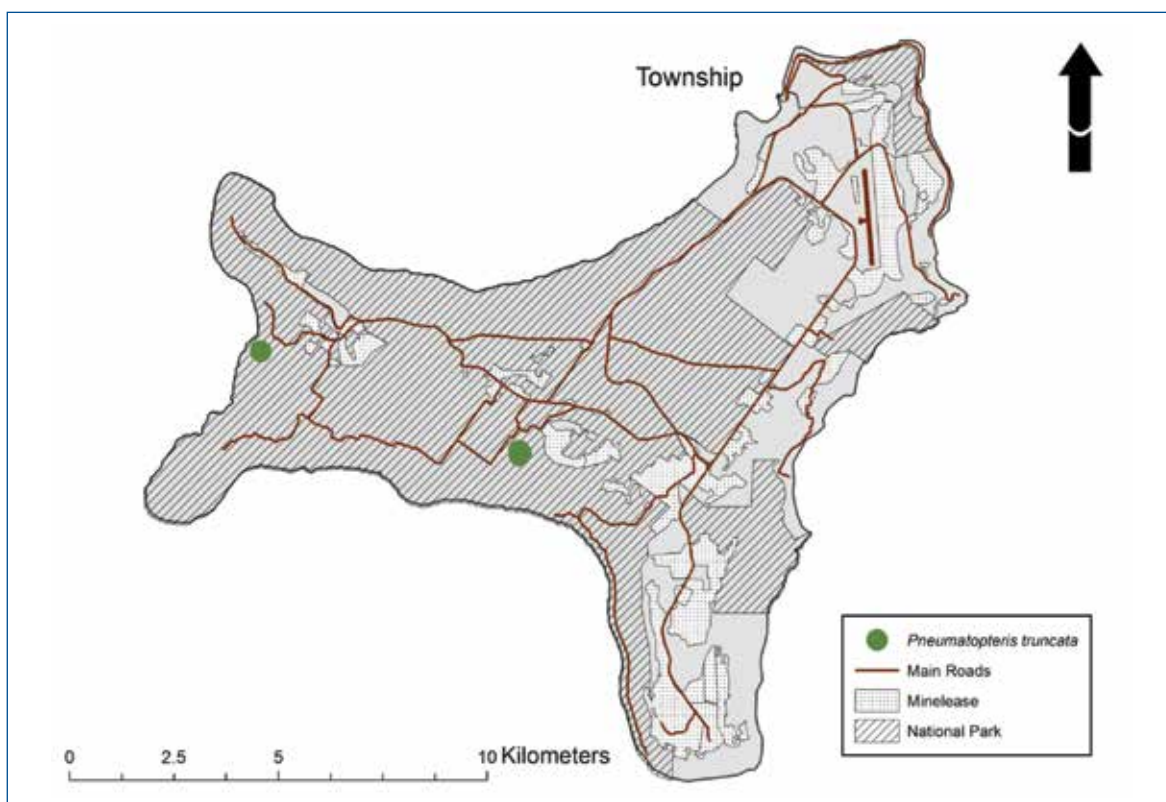 Township
Pneumatopteris truncata
Main Roads
Minelease
National Park
0 2.5 5 10 Kilometers